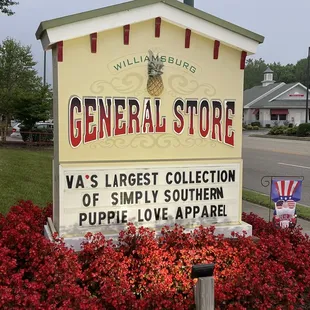 WILLIAMSBURG
GENERAL STORE
VA'S LARGEST COLLECTION
OF SIMPLY SOUTHERN
PUPPIE LOVE APPAREL